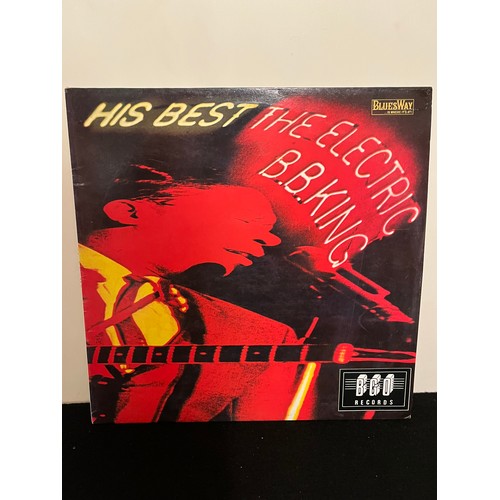 HIS BEST THE ELECTRIC
B.B.KING
BLUESWAY
BGO
RECORDS